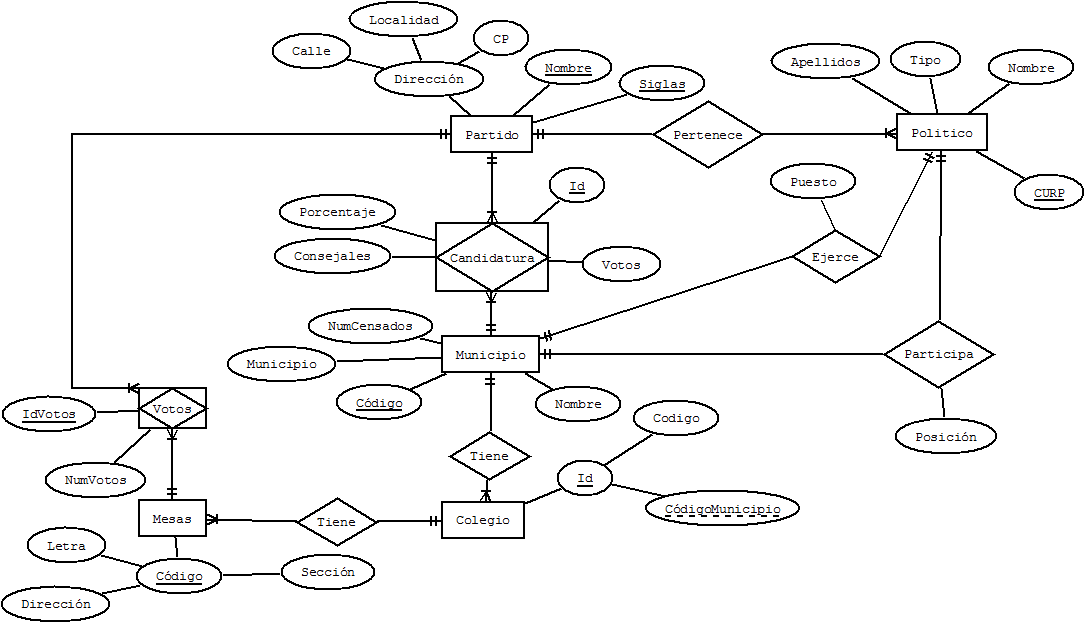 Localidad
CP
Calle
Dirección
Nombre
Siglas
Apellidos
Tipo
Nombre
Partido
Pertenece
Politico
CURP
Puesto
Id
Porcentaje
Consejales
Candidatura
Votos
Ejerce
NumCensados
Municipio
Municipio
Participa
Código
Nombre
Posición
IdVotos
Votos
NumVotos
Codigo
Tiene
Id
CódigoMunicipio
Mesas
Tiene
Colegio
Letra
Código
Sección
Dirección